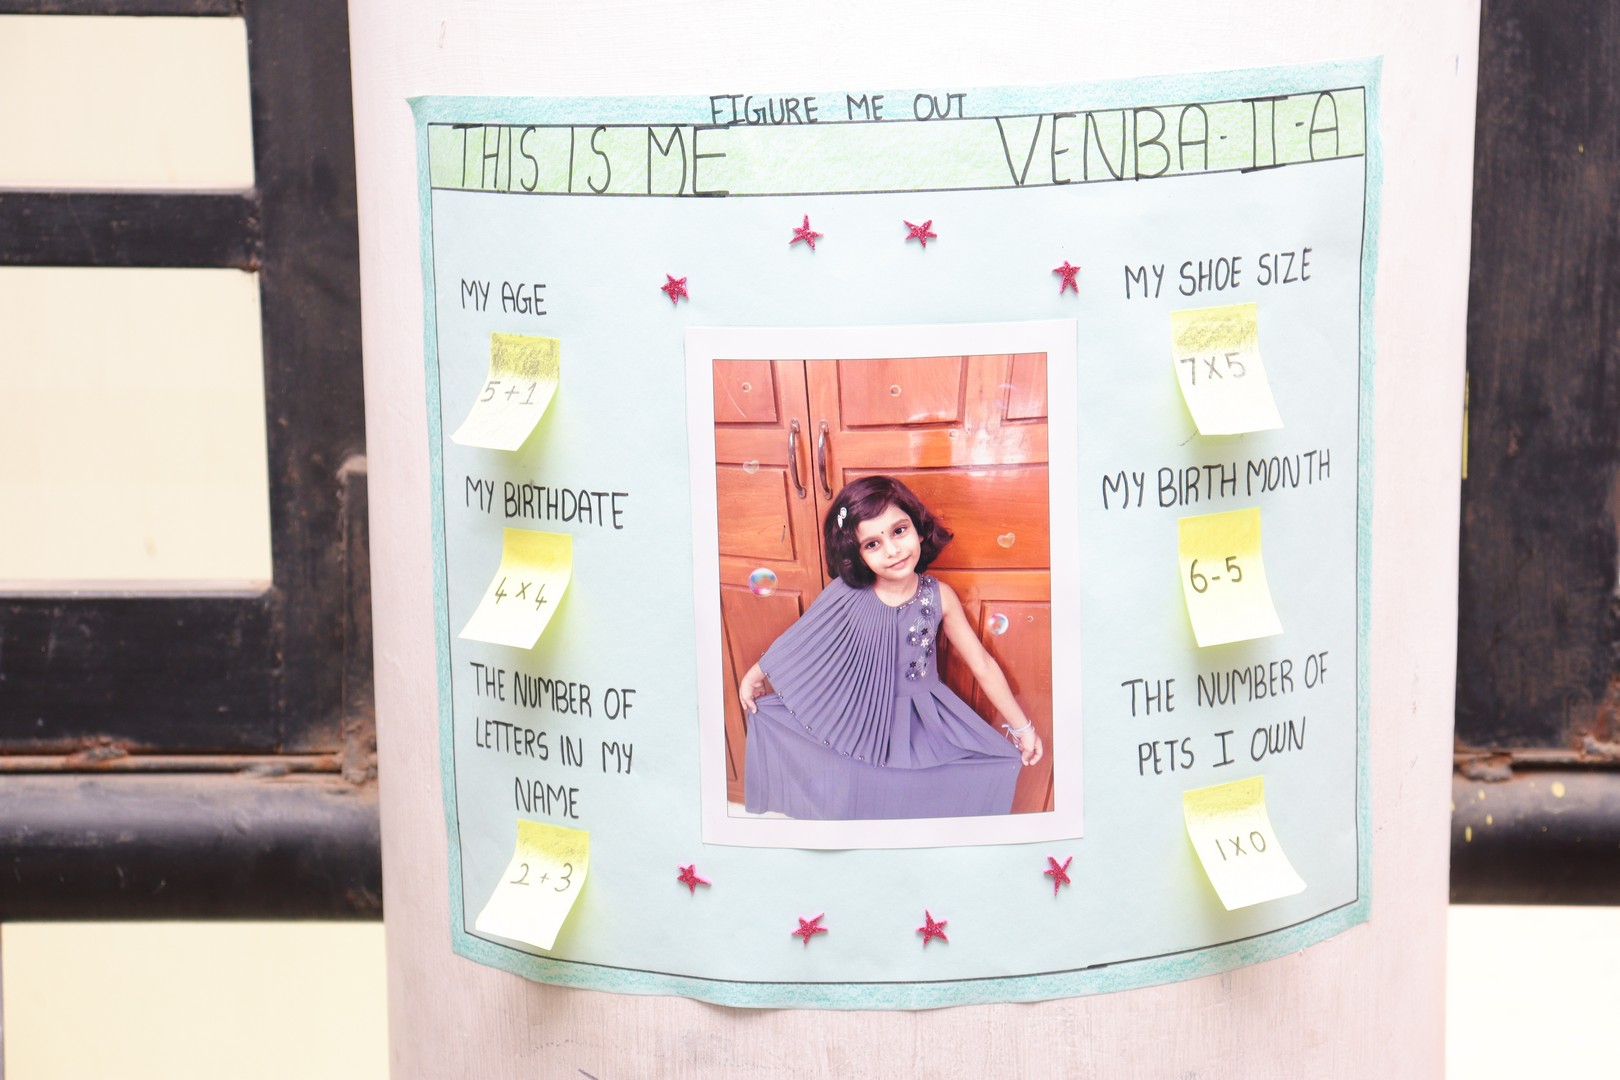 FIGURE ME OUT
THIS IS ME VENBA-II-A
MY AGE
5+1
MY BIRTHDATE
4x4
THE NUMBER OF
LETTERS IN MY
NAME
2+3
MY SHOE SIZE
7x5
MY BIRTH MONTH
6-5
THE NUMBER OF
PETS I OWN
1x0